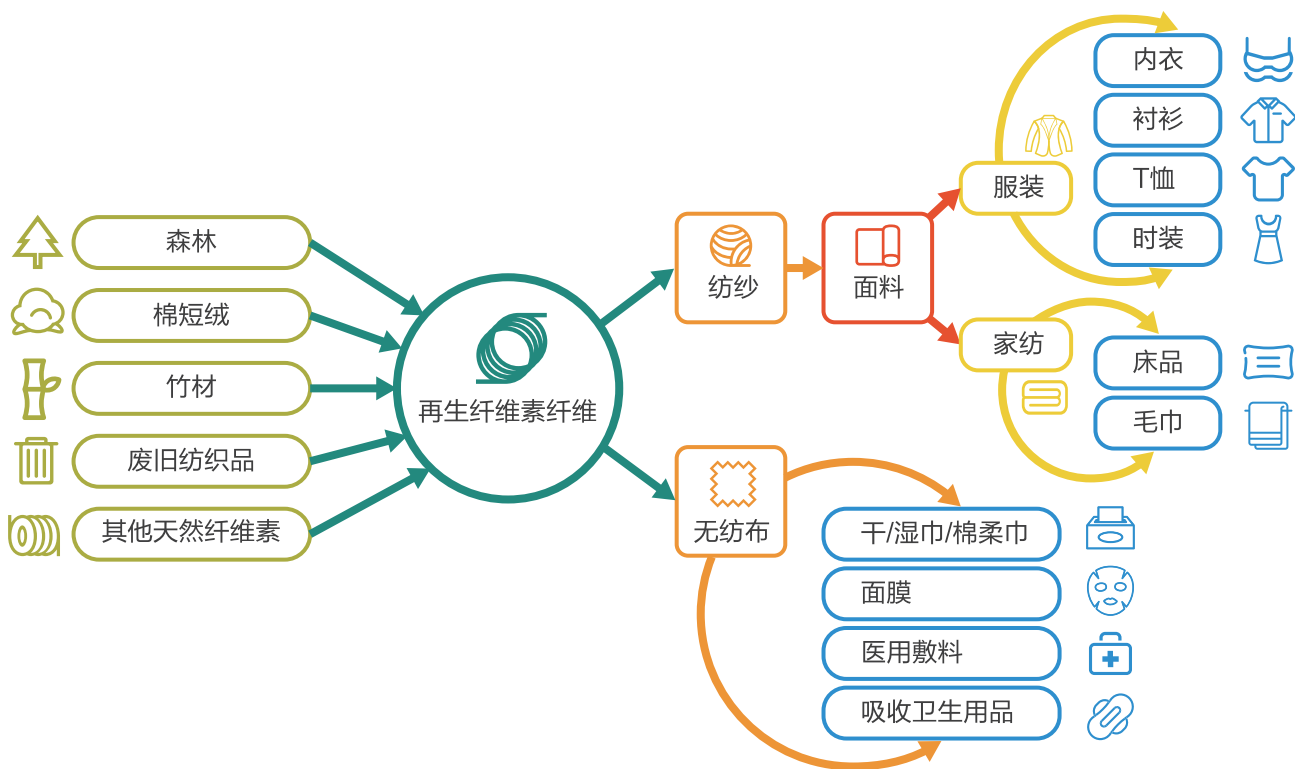 森林
棉短绒
竹材
废旧纺织品
其他天然纤维素
再生纤维素纤维
纺纱
面料
服装
内衣
衬衫
T恤
时装
家纺
床品
毛巾
无纺布
干/湿巾/棉柔巾
面膜
医用敷料
吸收卫生用品